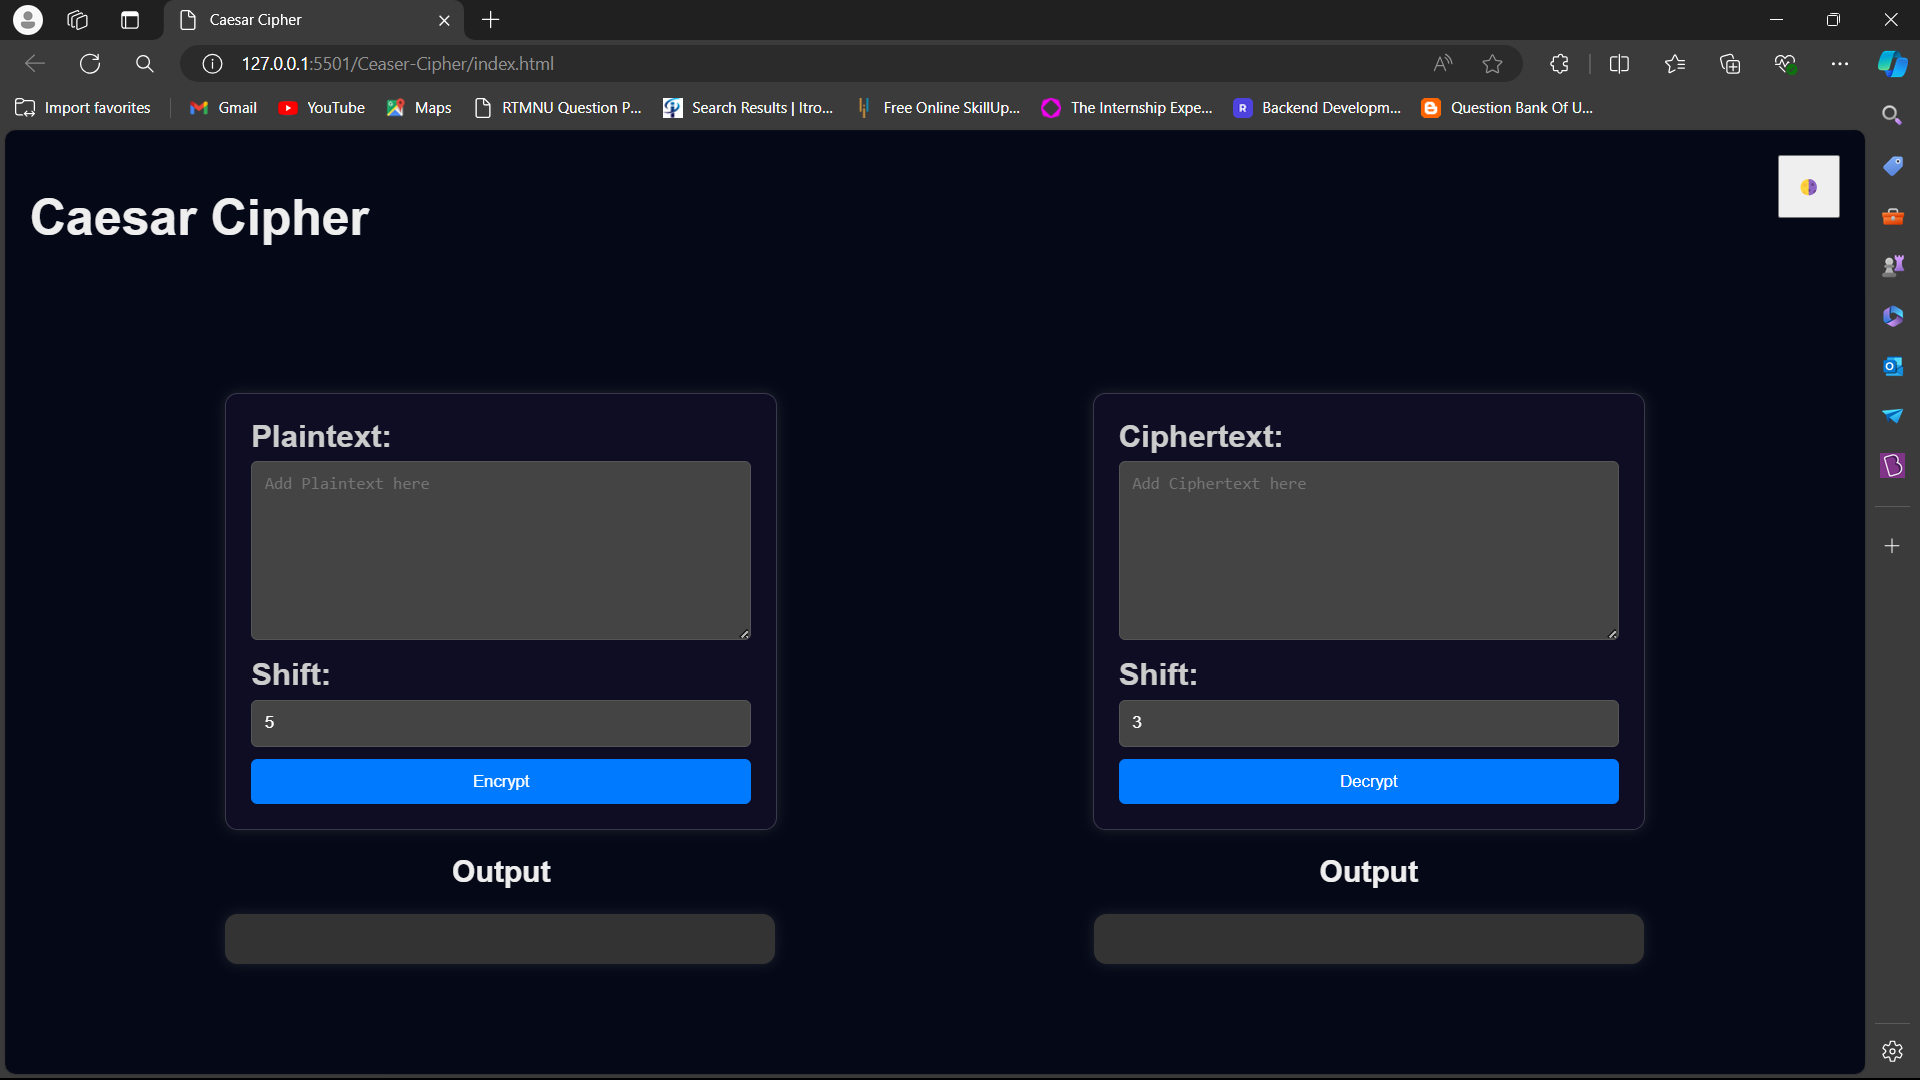 Caesar Cipher
127.0.0.1:5501/Ceaser-Cipher/index.html
Import favorites Gmail YouTube Maps RTMNU Question P... Search Results | Itro... Free Online SkillUp... The Internship Expe... Backend Developm... Question Bank Of U...
Caesar Cipher
Plaintext:
Add Plaintext here
Shift:
5
Encrypt
Output
Ciphertext:
Add Ciphertext here
Shift:
3
Decrypt
Output